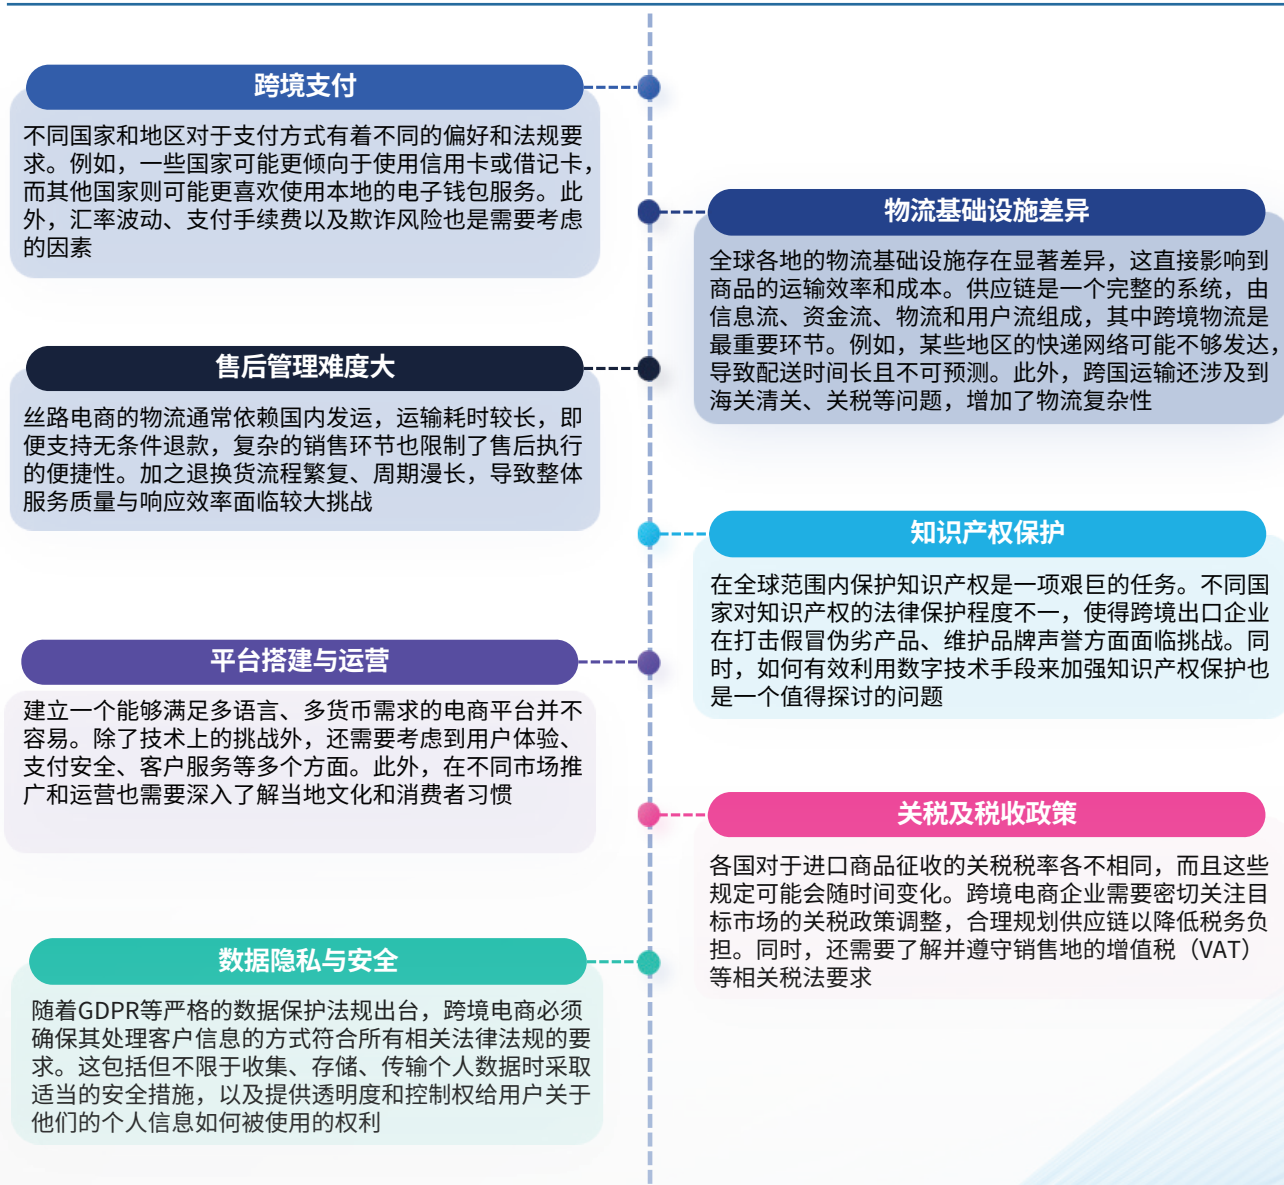 跨境支付
不同国家和地区对于支付方式有着不同的偏好和法规要
求。例如，一些国家可能更倾向于使用信用卡或借记卡，
而其他国家则可能更喜欢使用本地的电子钱包服务。此
外，汇率波动、支付手续费以及欺诈风险也是需要考虑
的因素
物流基础设施差异
全球各地的物流基础设施存在显著差异，这直接影响到
商品的运输效率和成本。供应链是一个完整的系统，由
信息流、资金流、物流和用户流组成，其中跨境物流是
最重要环节。例如，某些地区的快递网络可能不够发达，
导致配送时间长且不可预测。此外，跨国运输还涉及到
海关清关、关税等问题，增加了物流复杂性
售后管理难度大
丝路电商的物流通常依赖国内发运，运输耗时较长，即
便支持无条件退款，复杂的销售环节也限制了售后执行
的便捷性。加之退换货流程繁复、周期漫长，导致整体
服务质量与响应效率面临较大挑战
知识产权保护
在全球范围内保护知识产权是一项艰巨的任务。不同国
家对知识产权的法律保护程度不一，使得跨境出口企业
在打击假冒伪劣产品、维护品牌声誉方面面临挑战。同
时，如何有效利用数字技术手段来加强知识产权保护也
是一个值得探讨的问题
平台搭建与运营
建立一个能够满足多语言、多货币需求的电商平台并不
容易。除了技术上的挑战外，还需要考虑到用户体验、
支付安全、客户服务等多个方面。此外，在不同市场推
广和运营也需要深入了解当地文化和消费者习惯
关税及税收政策
各国对于进口商品征收的关税税率各不相同，而且这些
规定可能会随时间变化。跨境电商企业需要密切关注目
标市场的关税政策调整，合理规划供应链以降低税务负
担。同时，还需要了解并遵守销售地的增值税（VAT）
等相关税法要求
数据隐私与安全
随着GDPR等严格的数据保护法规出台，跨境电商必须
确保其处理客户信息的方式符合所有相关法律法规的要
求。这包括但不限于收集、存储、传输个人数据时采取
适当的安全措施，以及提供透明度和控制权给用户关于
他们的个人信息如何被使用的权利